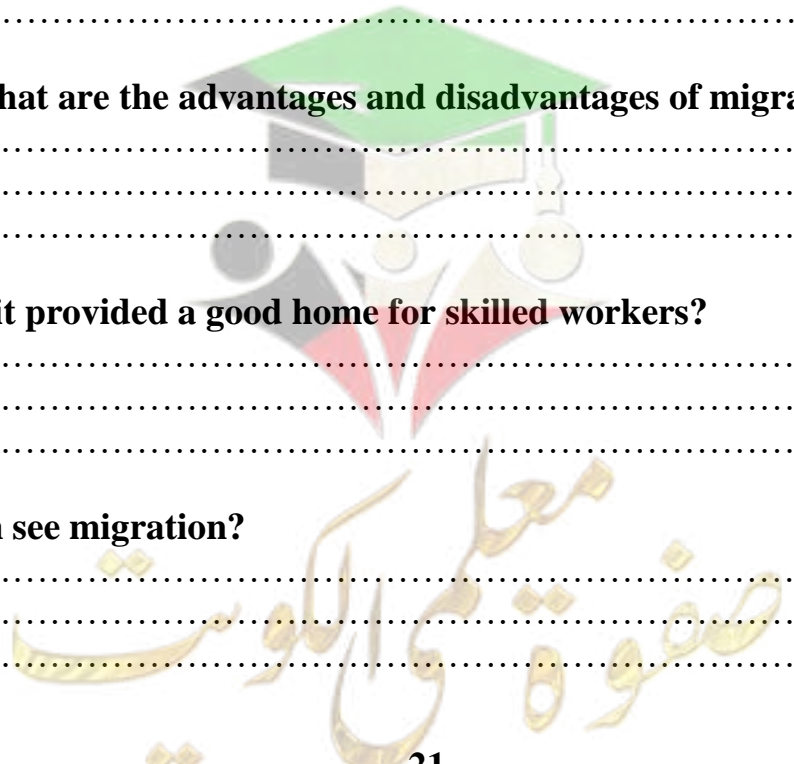 ………………………………………………………………
hat are the advantages and disadvantages of migra
………………………………………………………………
………………………………………………………………
………………………………………………………………
it provided a good home for skilled workers?
………………………………………………………………
………………………………………………………………
………………………………………………………………
see migration?
………………………………………………………………
………………………………………………………………
………………………………………………………………
صفوة معلمي الكويت